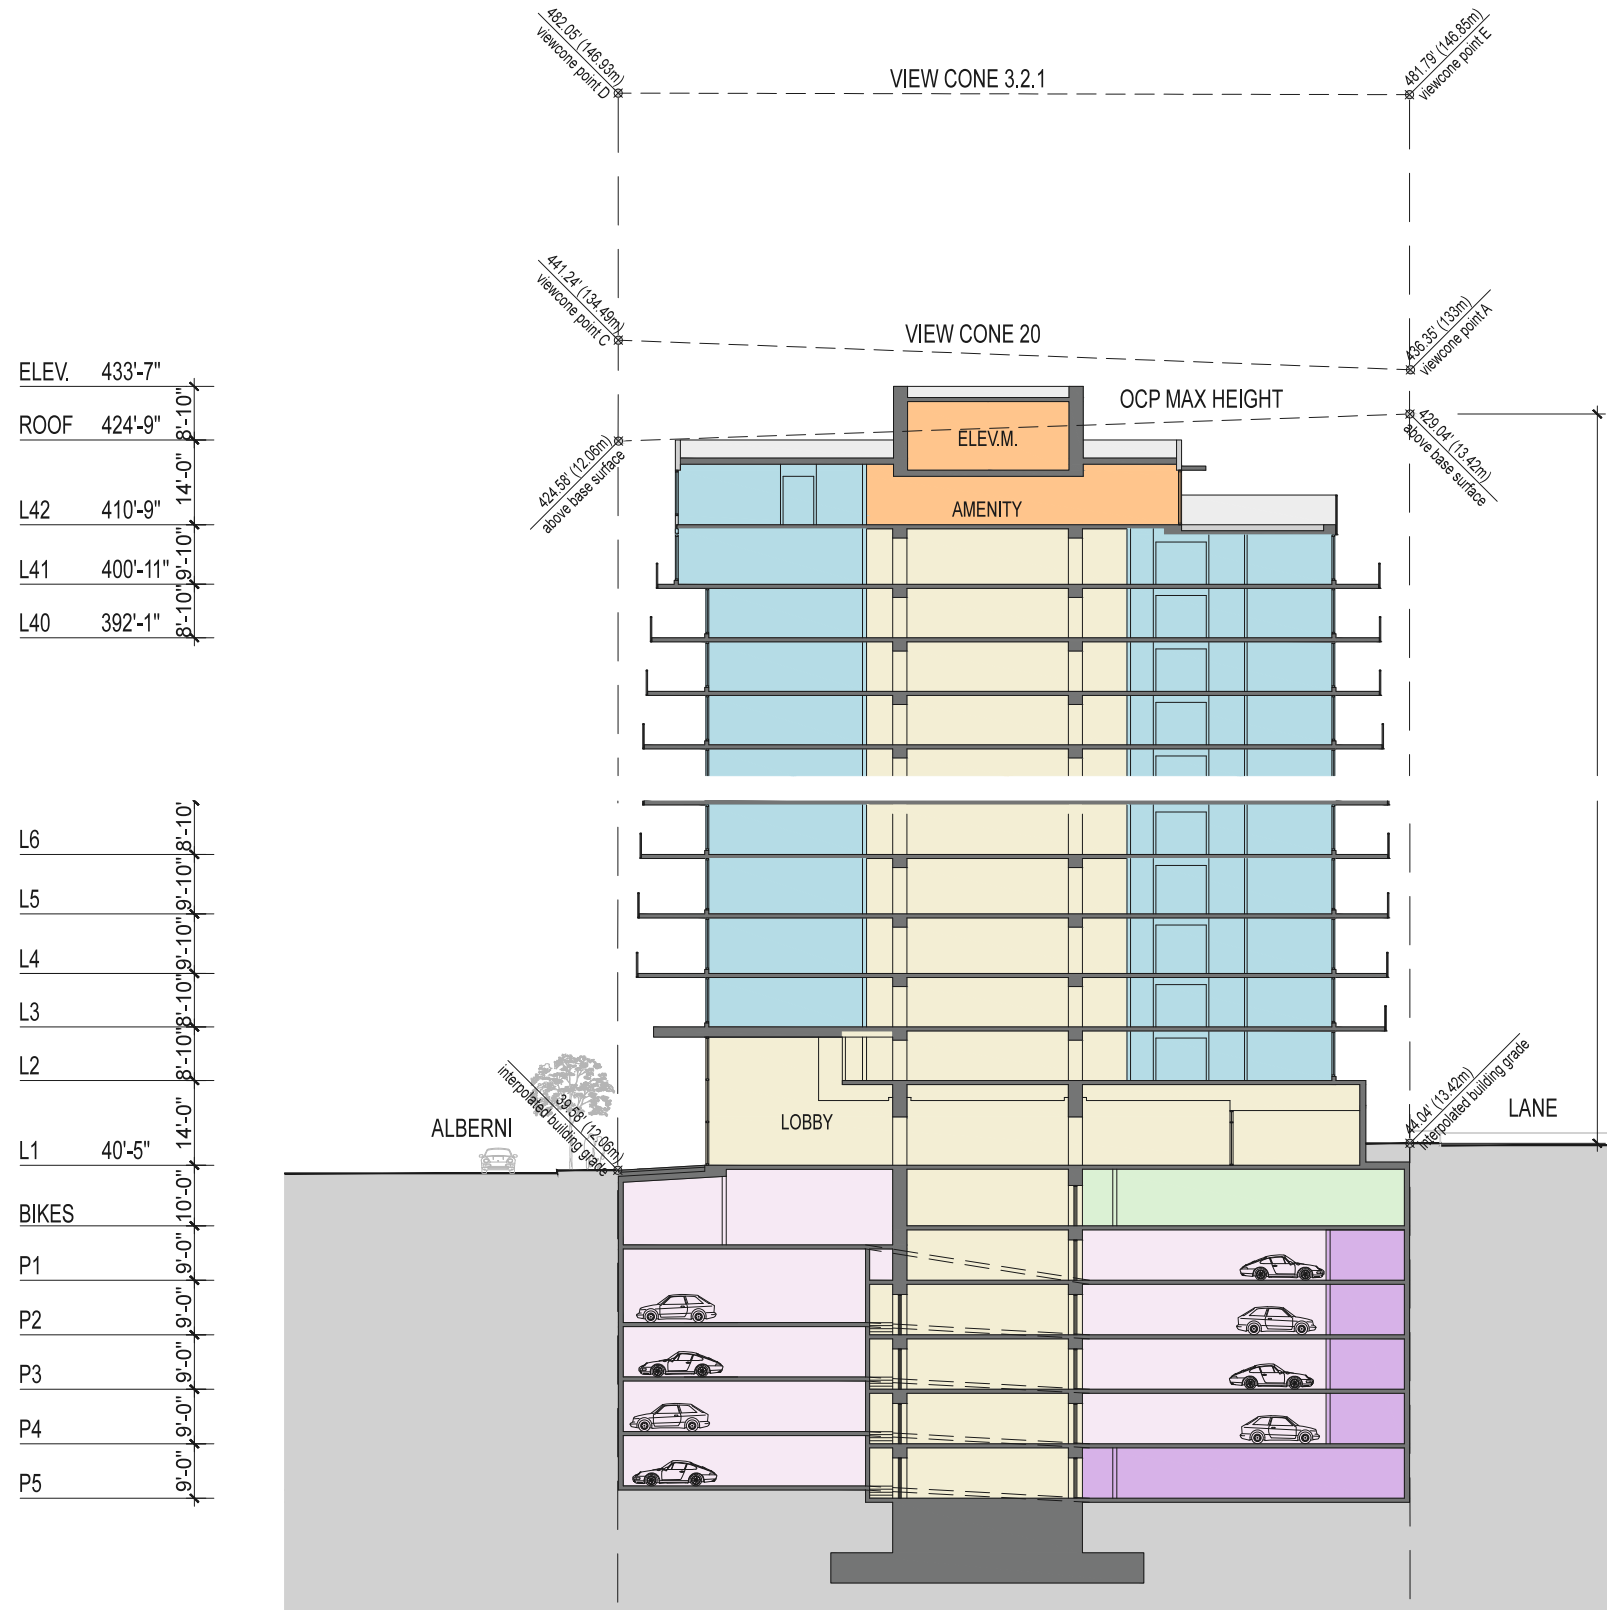 482.05' (146.93m)
viewcone point D
VIEW CONE 3.2.1
481.79' (146.85m)
viewcone point E
441.24' (134.49m)
viewcone point C
VIEW CONE 20
436.35' (133m)
viewcone point A
OCP MAX HEIGHT
424.58' (12.06m)
above base surface
429.04' (13.42m)
above base surface
ELEV. 433'-7"
8'-10"
ROOF 424'-9"
14'-0"
L42 410'-9"
9'-10"
L41 400'-11"
8'-10"
L40 392'-1"
ELEV.M.
AMENITY
8'-10'
L6
9'-10"
L5
9'-10"
L4
8'-10"
L3
8'-10"
L2
14'-0"
L1 40'-5"
10'-0"
BIKES
9'-0"
P1
9'-0"
P2
9'-0"
P3
9'-0"
P4
9'-0"
P5
ALBERNI
39.58' (12.06m)
interpolated building grade
LOBBY
44.04' (13.42m)
interpolated building grade
LANE